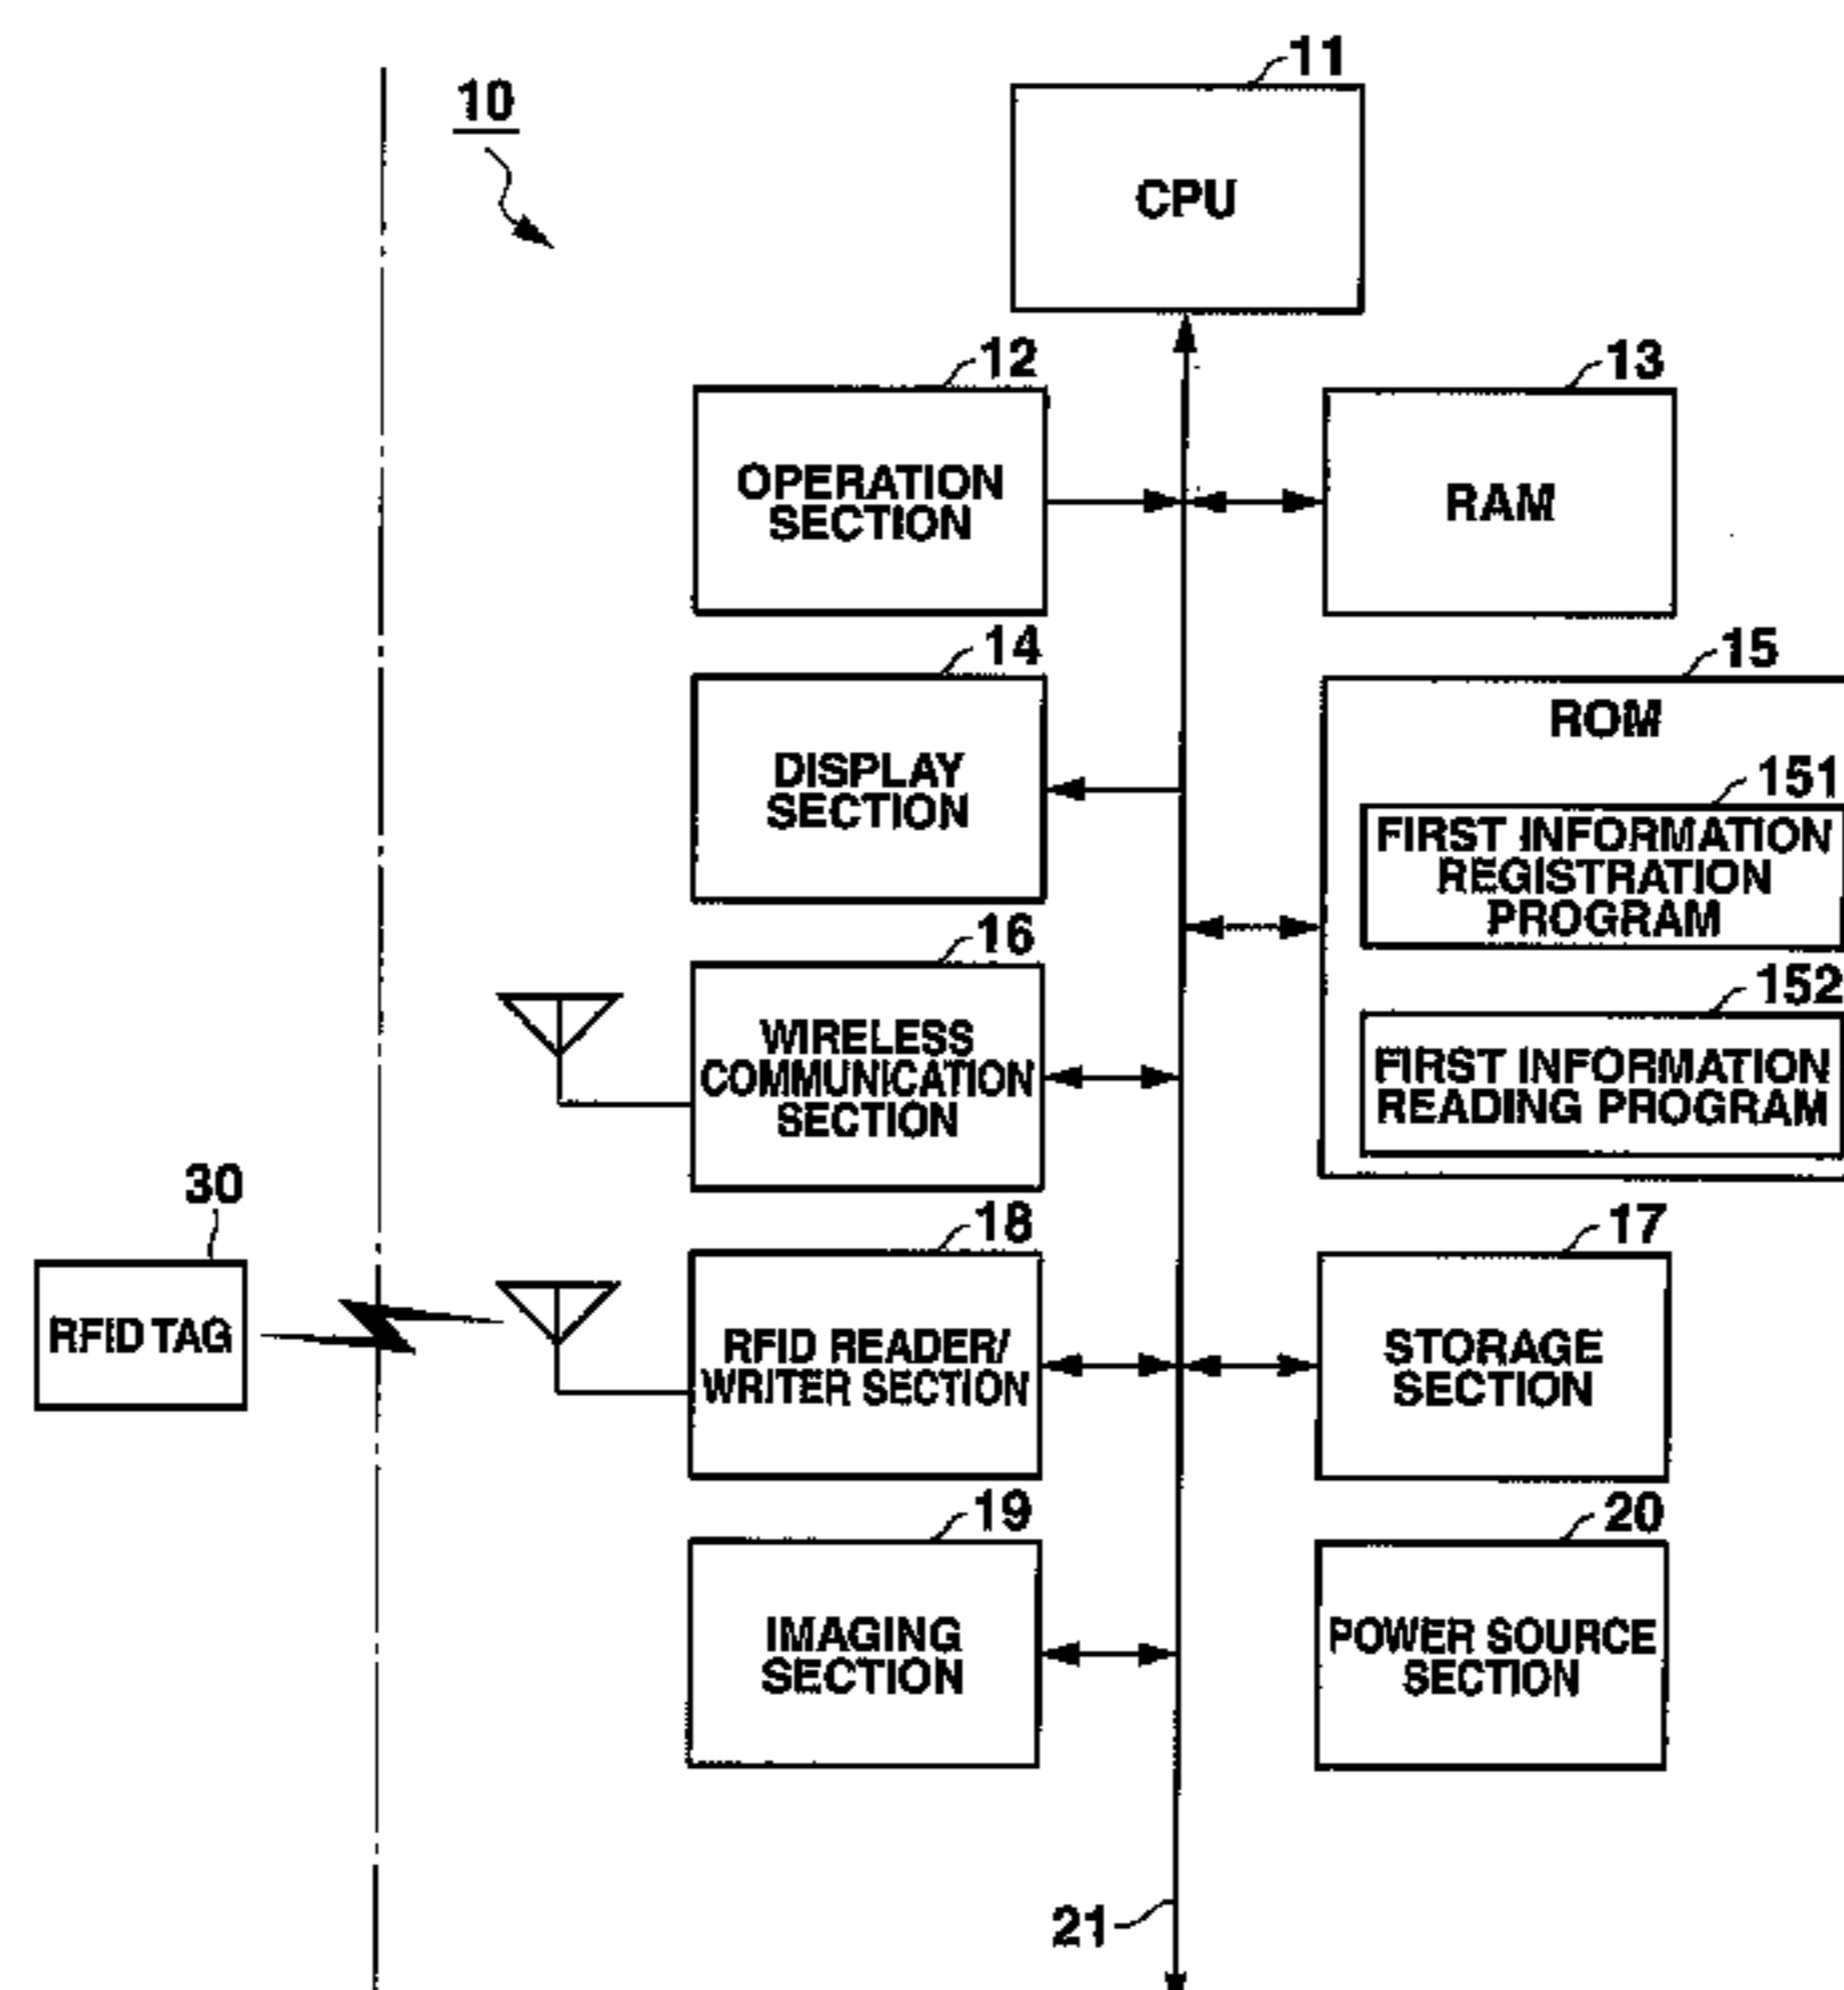 10
11
CPU
12
OPERATION
SECTION
13
RAM
14
DISPLAY
SECTION
15
ROM
151
FIRST INFORMATION
REGISTRATION
PROGRAM
152
FIRST INFORMATION
READING PROGRAM
16
WIRELESS
COMMUNICATION
SECTION
30
RFID TAG
18
RFID READER/
WRITER SECTION
17
STORAGE
SECTION
19
IMAGING
SECTION
20
POWER SOURCE
SECTION
21